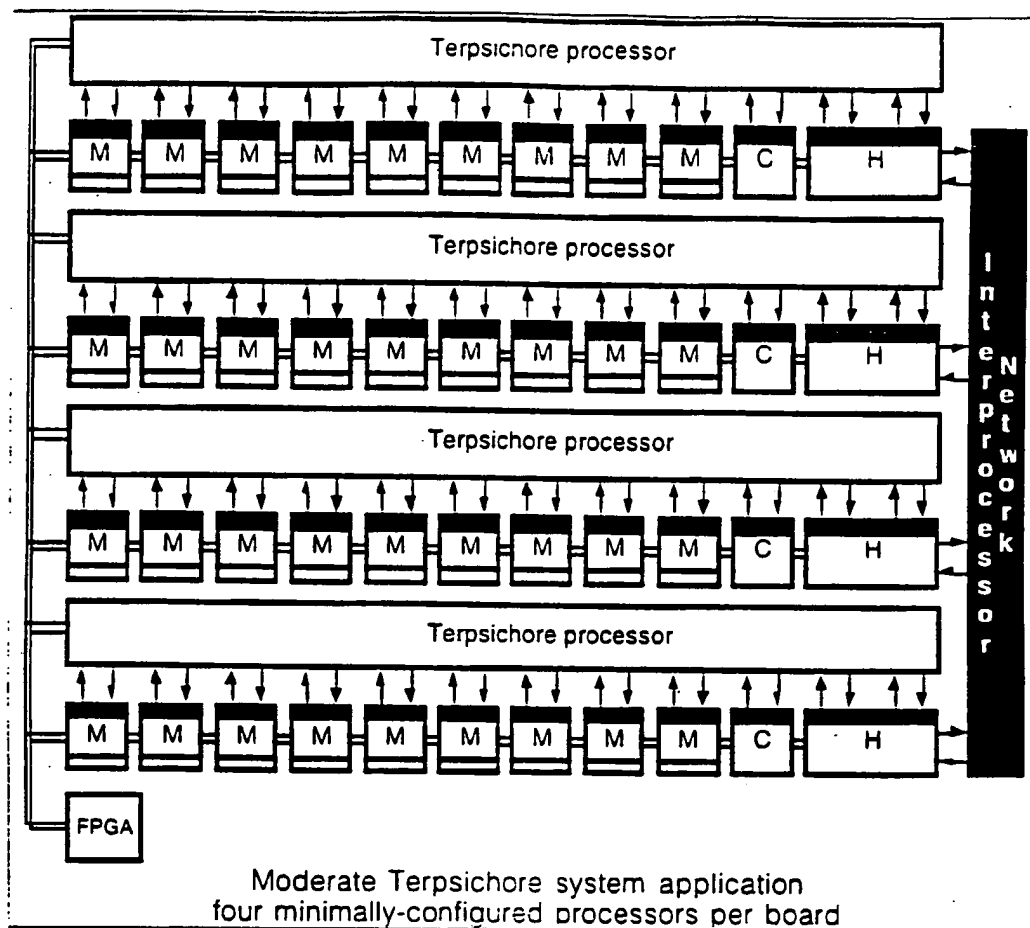 Terpsichore processor
M M M M M M M M M C H
Terpsichore processor
M M M M M M M M M C H
Terpsichore processor
M M M M M M M M M C H
Terpsichore processor
M M M M M M M M M C H
Interprocessor
Network
FPGA
Moderate Terpsichore system application
four minimally-configured processors per board